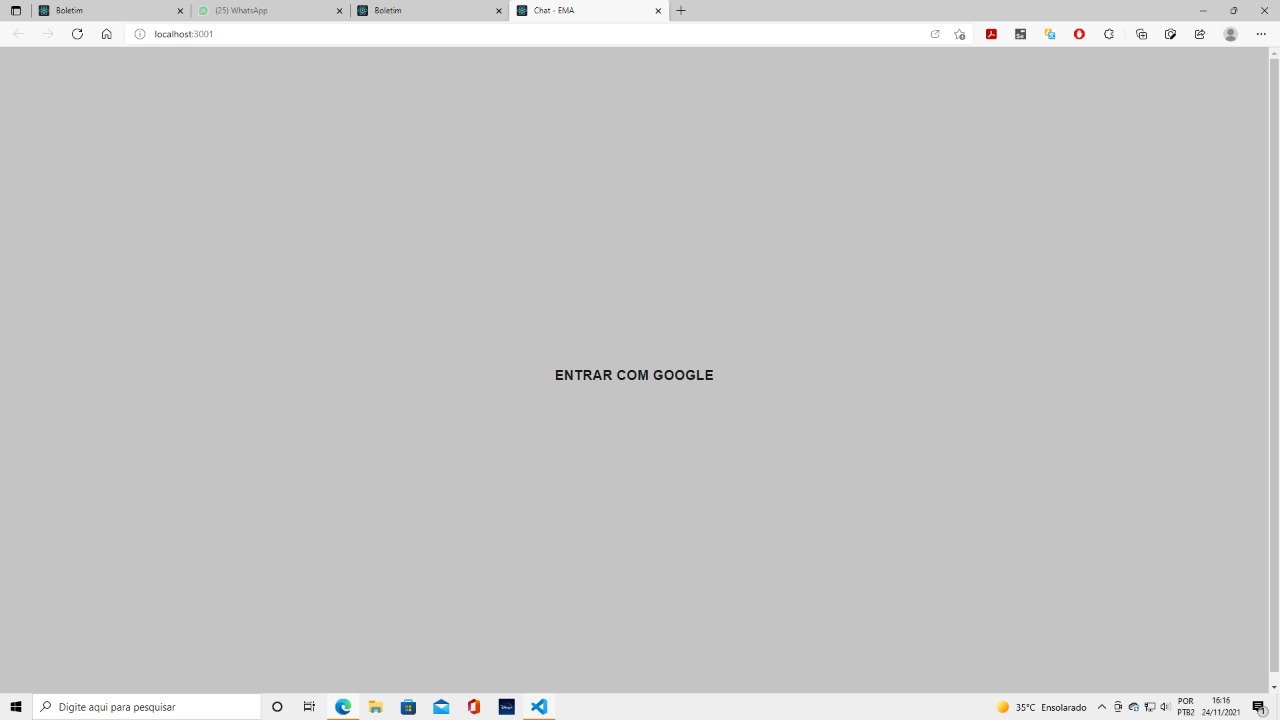 Boletim
(25) WhatsApp
Boletim
Chat - EMA
localhost:3001
ENTRAR COM GOOGLE
Digite aqui para pesquisar
35°C Ensolarado
POR
PTB2
16:16
24/11/2021